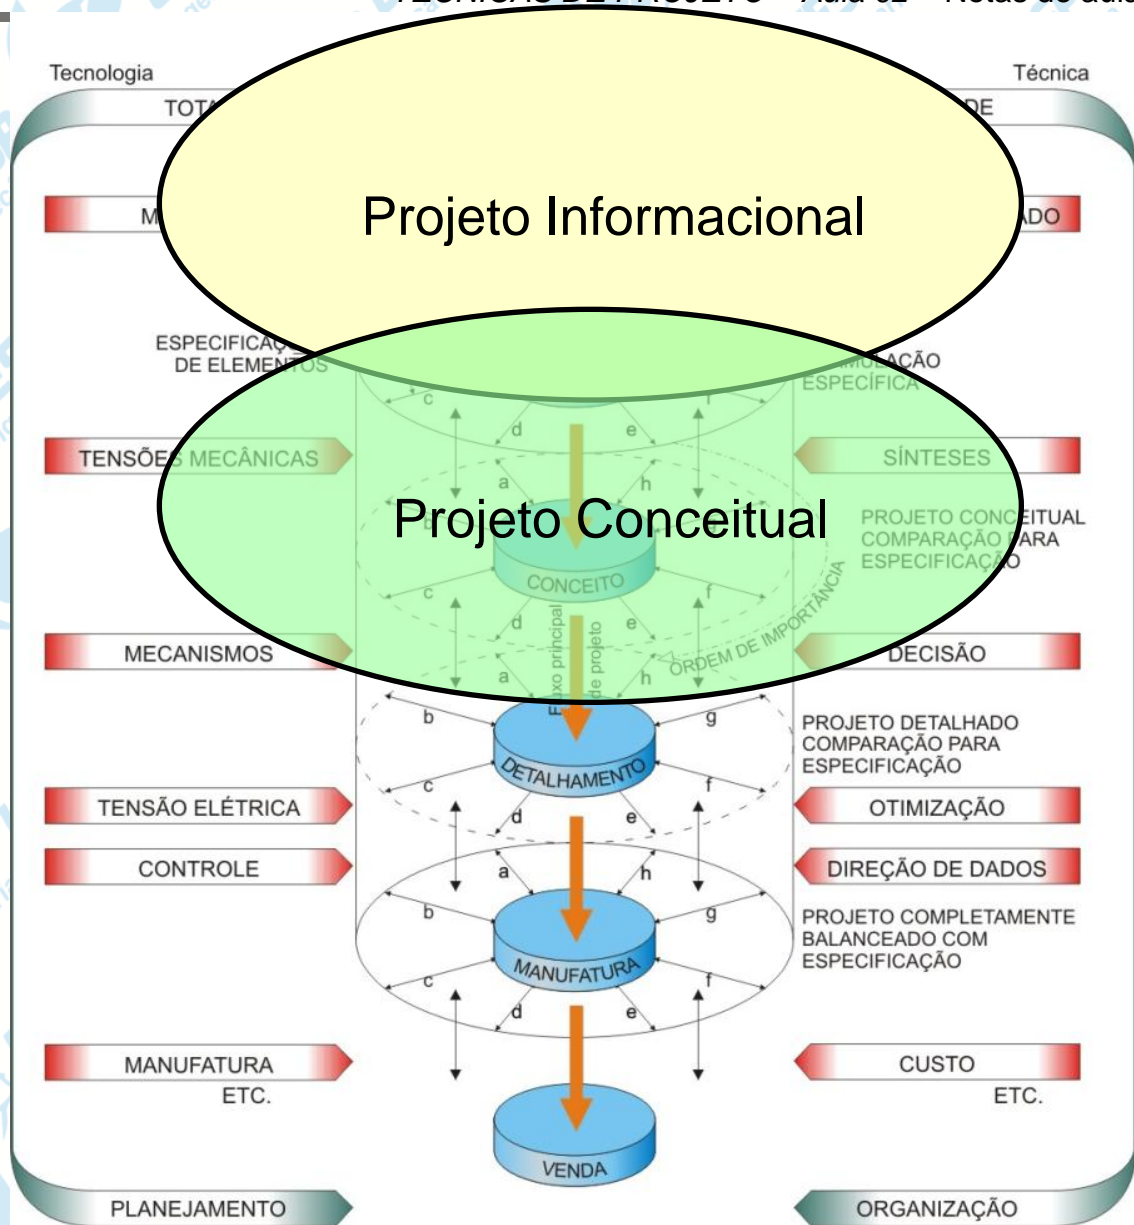 Tecnologia
Técnica
Projeto Informacional
DE ELEMENTOS
ESPECÍFICA
c
f
d
e
TENSÕES MECÂNICAS
SÍNTESES
a
h
Projeto Conceitual
PROJETO CONCEITUAL
COMPARAÇÃO PARA
ESPECIFICAÇÃO
CONCEITO
c
f
d
e
Fluxo principal
de projeto
ORDEM DE IMPORTÂNCIA
MECANISMOS
DECISÃO
a
h
b
g
PROJETO DETALHADO
COMPARAÇÃO PARA
ESPECIFICAÇÃO
DETALHAMENTO
c
f
d
e
TENSÃO ELÉTRICA
OTIMIZAÇÃO
CONTROLE
DIREÇÃO DE DADOS
a
h
b
g
PROJETO COMPLETAMENTE
BALANCEADO COM
ESPECIFICAÇÃO
MANUFATURA
c
f
d
e
MANUFATURA
CUSTO
ETC.
ETC.
VENDA
PLANEJAMENTO
ORGANIZAÇÃO